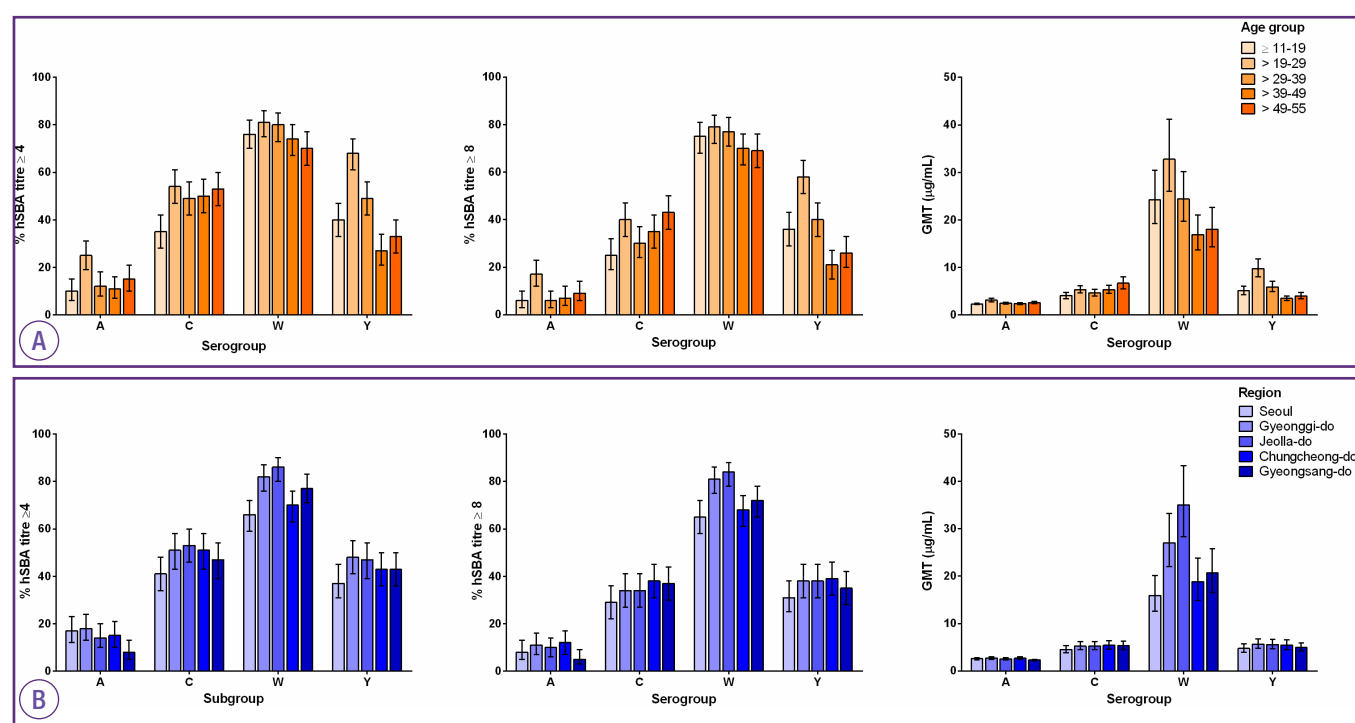 Age group
≥ 11-19
> 19-29
> 29-39
> 39-49
> 49-55
% hSBA titre ≥ 4
100
80
60
40
20
0
A C W Y
Serogroup
% hSBA titre ≥ 8
100
80
60
40
20
0
A C W Y
Serogroup
GMT (µg/mL)
50
40
30
20
10
0
A C W Y
Serogroup
A
Region
Seoul
Gyeonggi-do
Jeolla-do
Chungcheong-do
Gyeongsang-do
% hSBA titre ≥4
100
80
60
40
20
0
A C W Y
Subgroup
% hSBA titre ≥ 8
100
80
60
40
20
0
A C W Y
Serogroup
GMT (µg/mL)
50
40
30
20
10
0
A C W Y
Serogroup
B